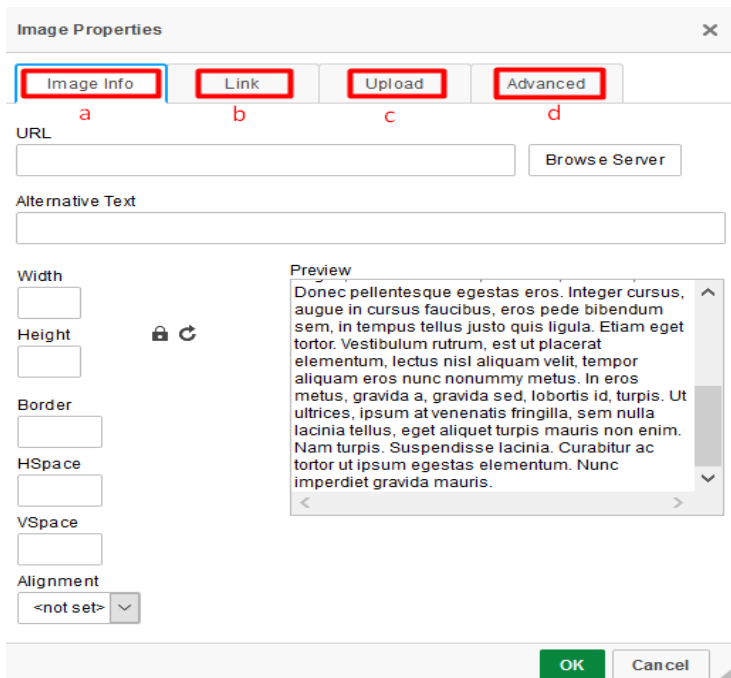 Image Properties
Image Info
Link
Upload
Advanced
a
b
c
d
URL
Browse Server
Alternative Text
Width
Height
Border
HSpace
VSpace
Alignment
<not set>
Preview
Donec pellentesque egestas eros. Integer cursus,
augue in cursus faucibus, eros pede bibendum
sem, in tempus tellus justo quis ligula. Etiam eget
tortor. Vestibulum rutrum, est ut placerat
elementum, lectus nisl aliquam velit, tempor
aliquam eros nunc nonummy metus. In eros
metus, gravida a, gravida sed, lobortis id, turpis. Ut
ultrices, ipsum at venenatis fringilla, sem nulla
lacinia tellus, eget aliquet turpis mauris non enim.
Nam turpis. Suspendisse lacinia. Curabitur ac
tortor ut ipsum egestas elementum. Nunc
imperdiet gravida mauris.
OK
Cancel